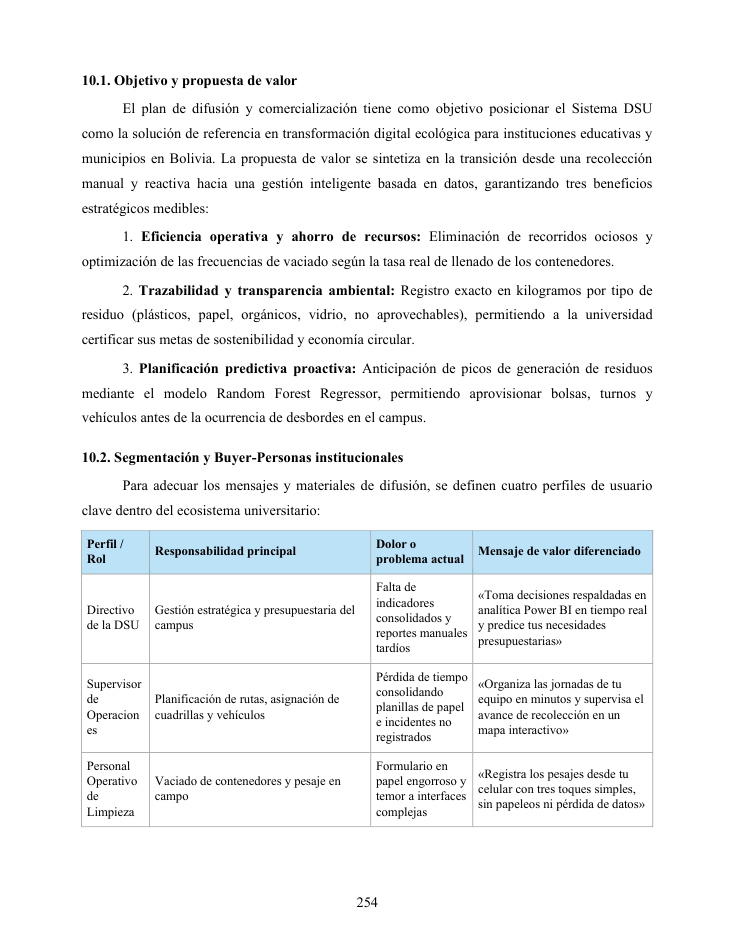 10.1. Objetivo y propuesta de valor
El plan de difusión y comercialización tiene como objetivo posicionar el Sistema DSU
como la solución de referencia en transformación digital ecológica para instituciones educativas y
municipios en Bolivia. La propuesta de valor se sintetiza en la transición desde una recolección
manual y reactiva hacia una gestión inteligente basada en datos, garantizando tres beneficios
estratégicos medibles:
1. Eficiencia operativa y ahorro de recursos: Eliminación de recorridos ociosos y
optimización de las frecuencias de vaciado según la tasa real de llenado de los contenedores.
2. Trazabilidad y transparencia ambiental: Registro exacto en kilogramos por tipo de
residuo (plásticos, papel, orgánicos, vidrio, no aprovechables), permitiendo a la universidad
certificar sus metas de sostenibilidad y economía circular.
3. Planificación predictiva proactiva: Anticipación de picos de generación de residuos
mediante el modelo Random Forest Regressor, permitiendo aprovisionar bolsas, turnos y
vehículos antes de la ocurrencia de desbordes en el campus.
10.2. Segmentación y Buyer-Personas institucionales
Para adecuar los mensajes y materiales de difusión, se definen cuatro perfiles de usuario
clave dentro del ecosistema universitario:
Perfil /
Rol
Responsabilidad principal
Dolor o
problema actual
Mensaje de valor diferenciado
Directivo
de la DSU
Gestión estratégica y presupuestaria del
campus
Falta de
indicadores
consolidados y
reportes manuales
tardíos
«Toma decisiones respaldadas en
analítica Power BI en tiempo real
y predice tus necesidades
presupuestarias»
Supervisor
de
Operacion
es
Planificación de rutas, asignación de
cuadrillas y vehículos
Pérdida de tiempo
consolidando
planillas de papel
e incidentes no
registrados
«Organiza las jornadas de tu
equipo en minutos y supervisa el
avance de recolección en un
mapa interactivo»
Personal
Operativo
de
Limpieza
Vaciado de contenedores y pesaje en
campo
Formulario en
papel engorroso y
temor a interfaces
complejas
«Registra los pesajes desde tu
celular con tres toques simples,
sin papeleos ni pérdida de datos»
254